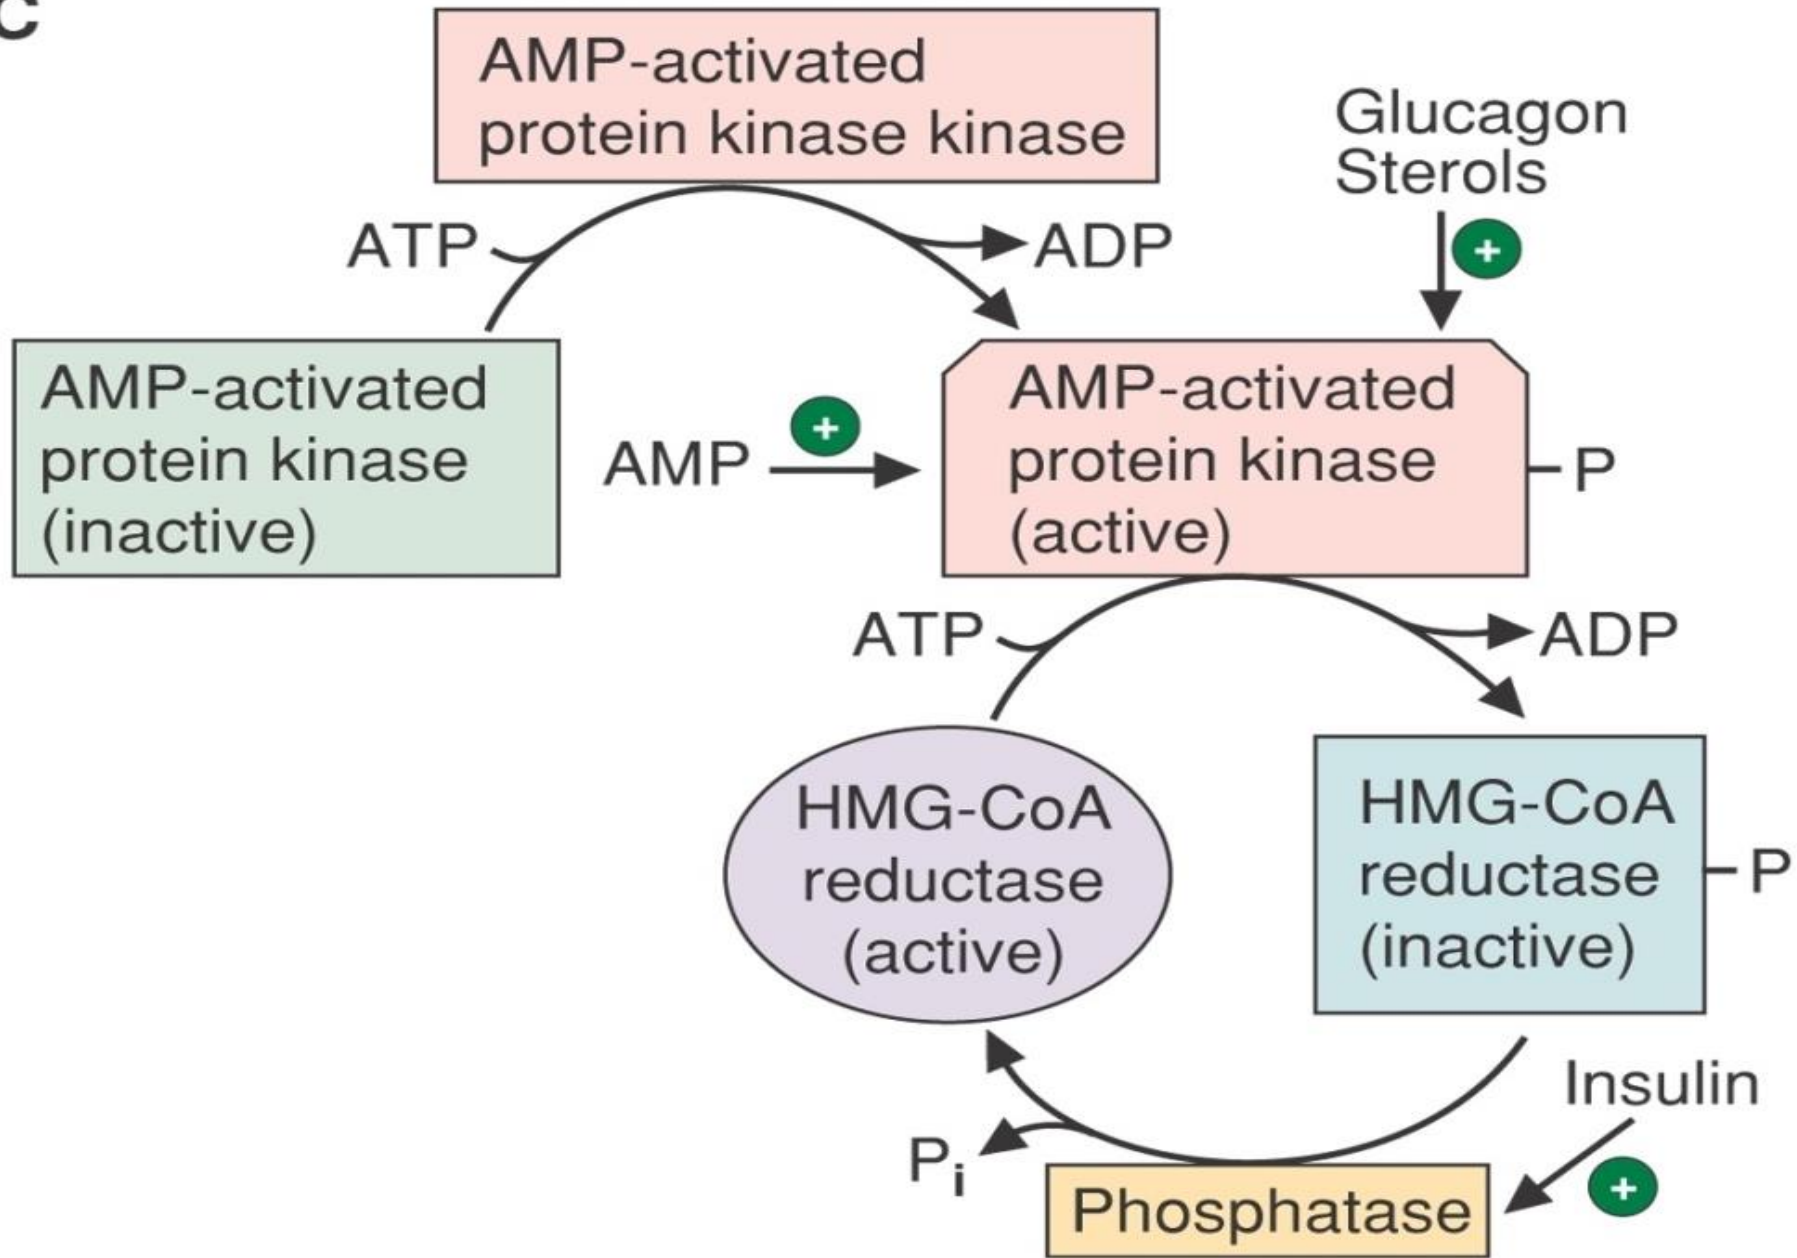 C
AMP-activated
protein kinase kinase
Glucagon
Sterols
+
ATP
ADP
AMP-activated
protein kinase
(inactive)
AMP
+
AMP-activated
protein kinase
(active)
P
ATP
ADP
HMG-CoA
reductase
(active)
HMG-CoA
reductase
(inactive)
P
Insulin
+
Pi
Phosphatase